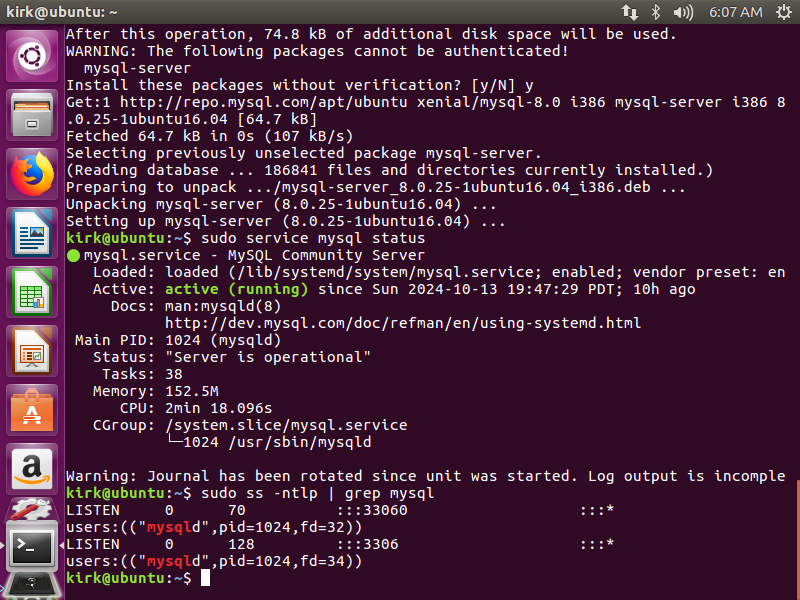 kirk@ubuntu: ~
6:07 AM
After this operation, 74.8 kB of additional disk space will be used.
WARNING: The following packages cannot be authenticated!
  mysql-server
Install these packages without verification? [y/N] y
Get:1 http://repo.mysql.com/apt/ubuntu xenial/mysql-8.0 i386 mysql-server i386 8
.0.25-1ubuntu16.04 [64.7 kB]
Fetched 64.7 kB in 0s (107 kB/s)
Selecting previously unselected package mysql-server.
(Reading database ... 186841 files and directories currently installed.)
Preparing to unpack .../mysql-server_8.0.25-1ubuntu16.04_i386.deb ...
Unpacking mysql-server (8.0.25-1ubuntu16.04) ...
Setting up mysql-server (8.0.25-1ubuntu16.04) ...
kirk@ubuntu:~$ sudo service mysql status
● mysql.service - MySQL Community Server
   Loaded: loaded (/lib/systemd/system/mysql.service; enabled; vendor preset: en
   Active: active (running) since Sun 2024-10-13 19:47:29 PDT; 10h ago
     Docs: man:mysqld(8)
           http://dev.mysql.com/doc/refman/en/using-systemd.html
 Main PID: 1024 (mysqld)
   Status: "Server is operational"
    Tasks: 38
   Memory: 152.5M
      CPU: 2min 18.096s
   CGroup: /system.slice/mysql.service
           └─1024 /usr/sbin/mysqld
Warning: Journal has been rotated since unit was started. Log output is incomple
kirk@ubuntu:~$ sudo ss -ntlp | grep mysql
LISTEN     0      70          :::33060                   :::*
users:(("mysqld",pid=1024,fd=32))
LISTEN     0      128         :::3306                    :::*
users:(("mysqld",pid=1024,fd=34))
kirk@ubuntu:~$